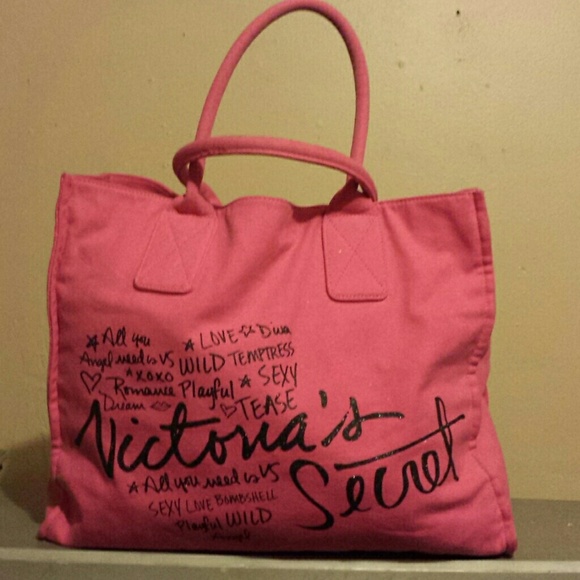 All you LOVE Diva
Angel need is VS WILD TEMPTRESS
XOXO SEXY
Romance Playful
Dream TEASE
Victoria's
Secret
All you need is VS
SEXY LOVE BOMBSHELL
Playful WILD